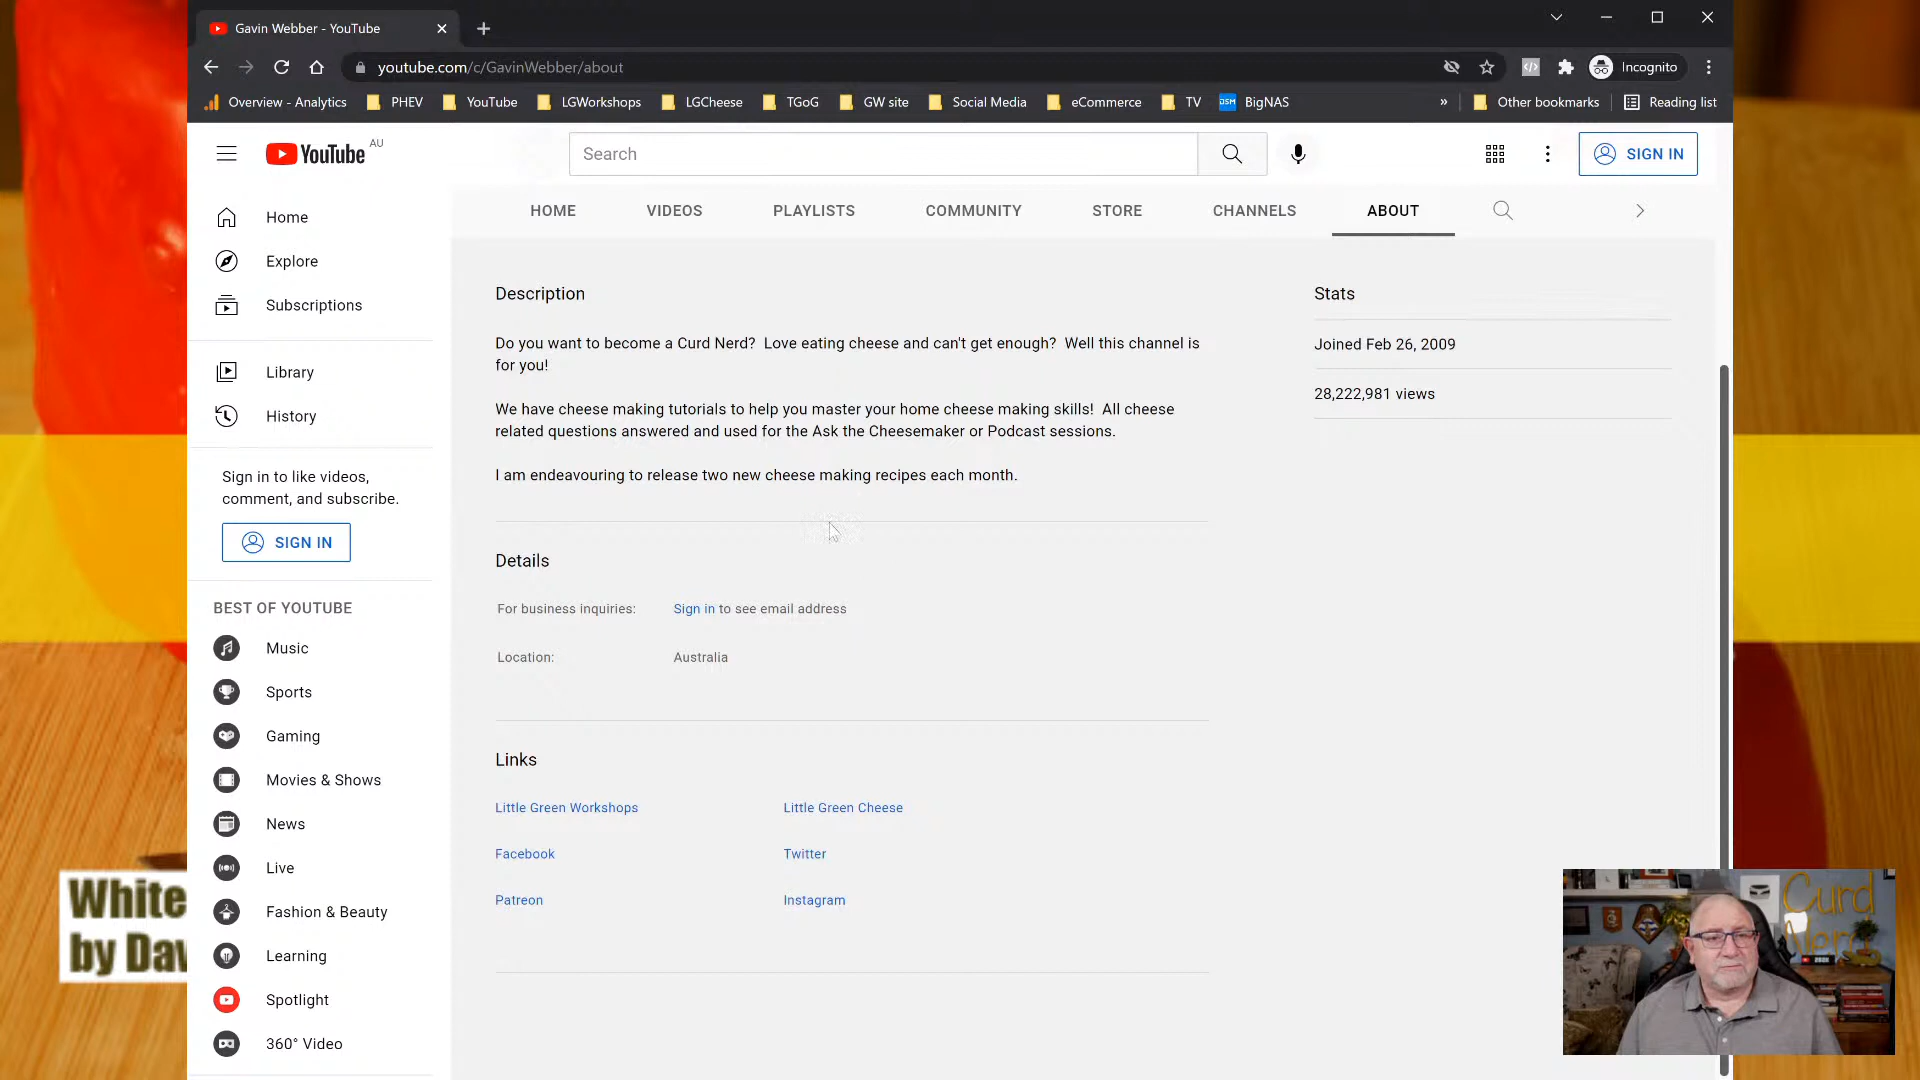 Gavin Webber - YouTube
youtube.com/c/GavinWebber/about
Incognito
Overview - Analytics PHEV YouTube LGWorkshops LGCheese TGoG GW site Social Media eCommerce TV DSM BigNAS » Other bookmarks Reading list
YouTube AU
Search
SIGN IN
HOME VIDEOS PLAYLISTS COMMUNITY STORE CHANNELS ABOUT
Home
Explore
Subscriptions
Library
History
Sign in to like videos,
comment, and subscribe.
SIGN IN
BEST OF YOUTUBE
Music
Sports
Gaming
Movies & Shows
News
Live
Fashion & Beauty
Learning
Spotlight
360° Video
Description
Do you want to become a Curd Nerd? Love eating cheese and can't get enough? Well this channel is
for you!
We have cheese making tutorials to help you master your home cheese making skills! All cheese
related questions answered and used for the Ask the Cheesemaker or Podcast sessions.
I am endeavouring to release two new cheese making recipes each month.
Details
For business inquiries: Sign in to see email address
Location: Australia
Links
Little Green Workshops Little Green Cheese
Facebook Twitter
Patreon Instagram
Stats
Joined Feb 26, 2009
28,222,981 views
White
by Dav
Curd
Nerd